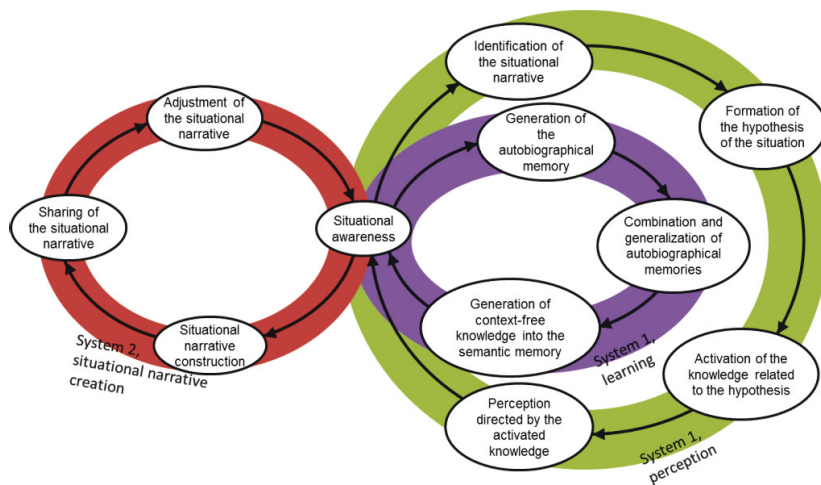 Identification of
the situational
narrative
Adjustment of
the situational
narrative
Generation of
the
autobiographical
memory
Formation of
the hypothesis
of the situation
Sharing of
the situational
narrative
Situational
awareness
Combination and
generalization of
autobiographical
memories
Situational
narrative
construction
Generation of
context-free
knowledge into
the semantic
memory
System 2,
situational narrative
creation
System 1,
learning
Activation of the
knowledge related
to the hypothesis
Perception
directed by the
activated
knowledge
System 1,
perception